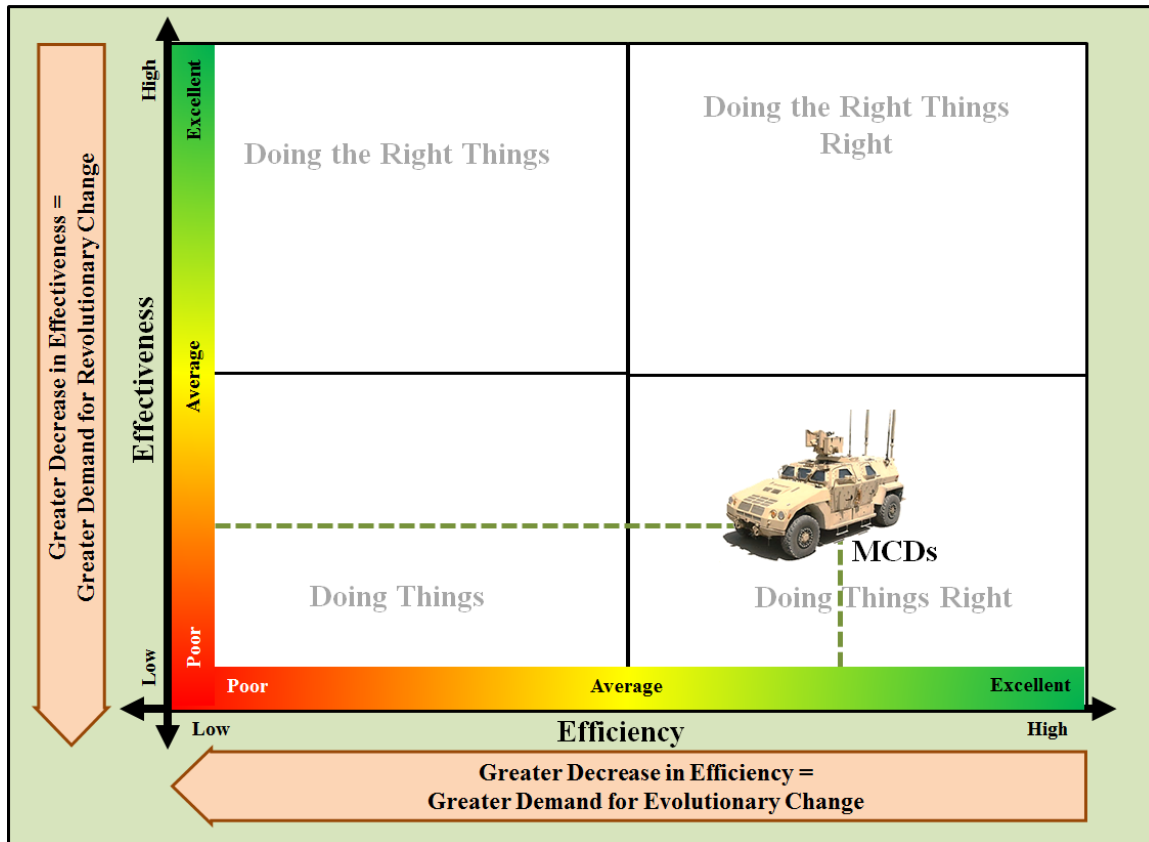 Greater Decrease in Effectiveness =
Greater Demand for Revolutionary Change
Effectiveness
High
Low
Excellent
Average
Poor
Doing the Right Things
Doing the Right Things
Right
Doing Things
MCDs
Doing Things Right
Poor
Average
Excellent
Low
Efficiency
High
Greater Decrease in Efficiency =
Greater Demand for Evolutionary Change